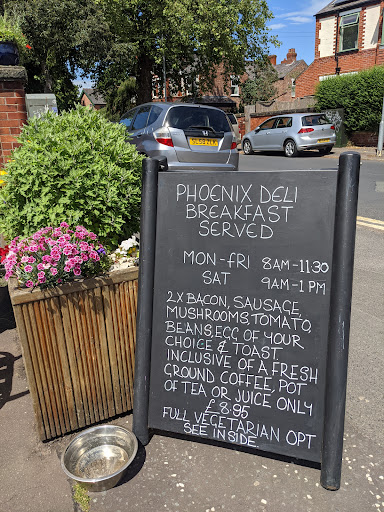 PHOENIX DELI
BREAKFAST
SERVED
MON-FRI 8AM-11:30
SAT 9AM-1PM
2X BACON, SAUSAGE,
MUSHROOMS, TOMATO,
BEANS, EGG OF YOUR
CHOICE & TOAST
INCLUSIVE OF A FRESH
GROUND COFFEE, POT
OF TEA OR JUICE ONLY
£8.95
FULL VEGETARIAN OPT
SEE INSIDE